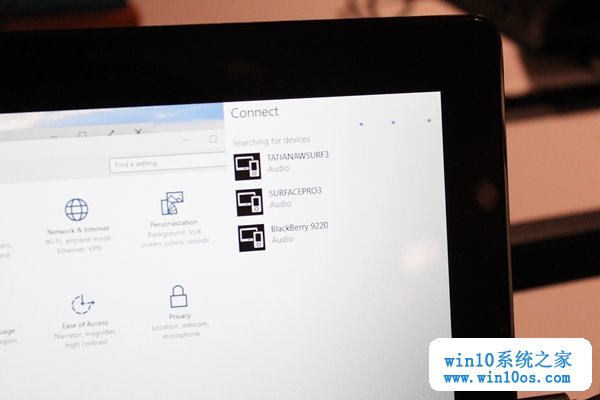 Connect
Searching for devices
TATIANAWSURF3
Audio
SURFACEPRO3
Audio
BlackBerry 9220
Audio
Find a setting
Network & Internet
Wi-Fi, airplane mode,
Ethernet, VPN
Personalization
Background, lock
screen, colors, sounds
Ease of Access
Narrator, magnifier,
high contrast
Privacy
Location, webcam,
microphone
win10系统之家
www.win10os.com